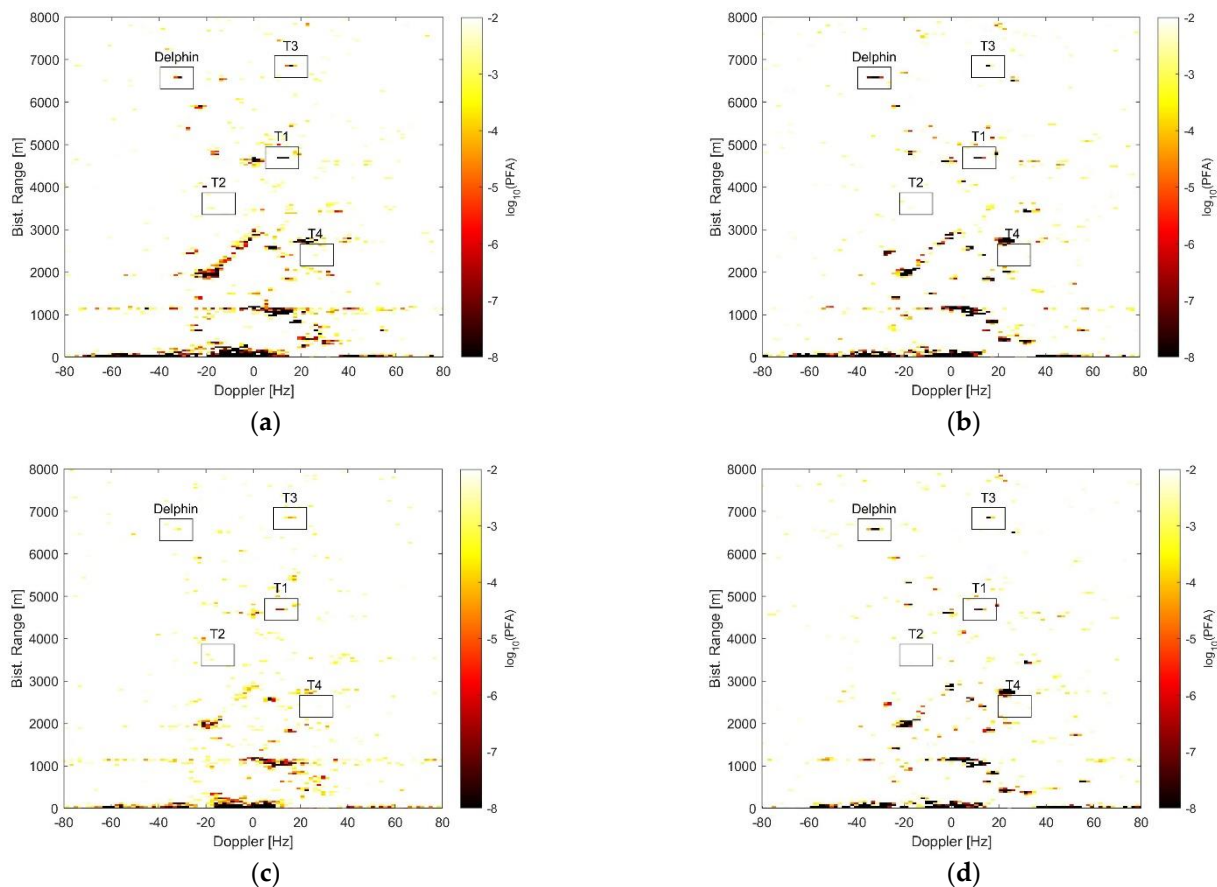 8000
7000
6000
5000
4000
3000
2000
1000
0
-80
-60
-40
-20
0
20
40
60
80
Bist. Range [m]
Doppler [Hz]
Delphin
T3
T1
T2
T4
-2
-3
-4
-5
-6
-7
-8
log10(PFA)
(a)
8000
7000
6000
5000
4000
3000
2000
1000
0
-80
-60
-40
-20
0
20
40
60
80
Bist. Range [m]
Doppler [Hz]
Delphin
T3
T1
T2
T4
-2
-3
-4
-5
-6
-7
-8
log10(PFA)
(b)
8000
7000
6000
5000
4000
3000
2000
1000
0
-80
-60
-40
-20
0
20
40
60
80
Bist. Range [m]
Doppler [Hz]
Delphin
T3
T1
T2
T4
-2
-3
-4
-5
-6
-7
-8
log10(PFA)
(c)
8000
7000
6000
5000
4000
3000
2000
1000
0
-80
-60
-40
-20
0
20
40
60
80
Bist. Range [m]
Doppler [Hz]
Delphin
T3
T1
T2
T4
-2
-3
-4
-5
-6
-7
-8
log10(PFA)
(d)